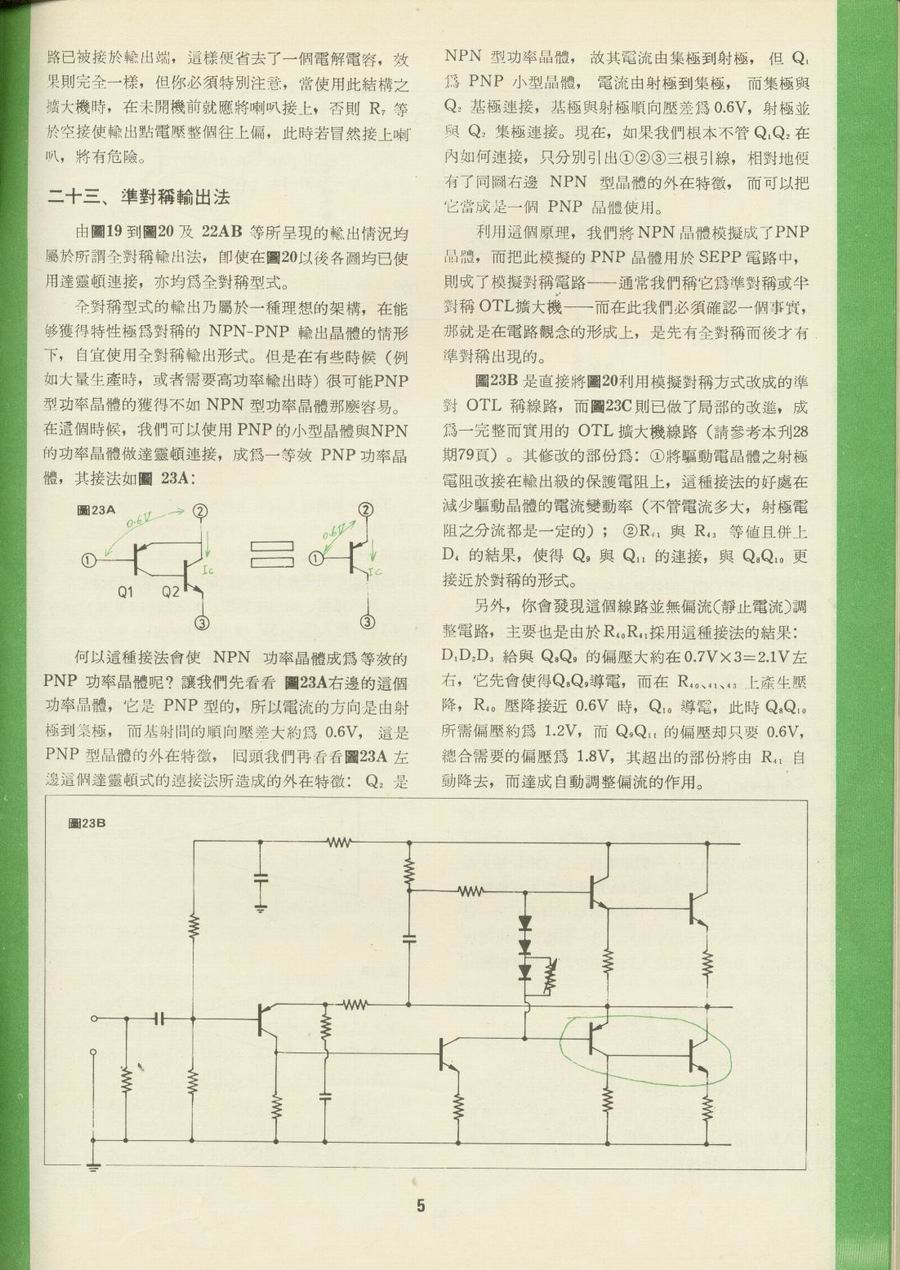 路已被接於輸出端，這樣便省去了一個電解電容，效
果則完全一樣，但你必須特別注意，當使用此結構之
擴大機時，在未開機前就應將喇叭接上，否則 R₇ 等
於空接使輸出點電壓整個往上偏，此時若冒然接上喇
叭，將有危險。
二十三、準對稱輸出法
由圖19 到圖20 及 22AB 等所呈現的輸出情況均
屬於所謂全對稱輸出法，即使在圖20以後各圖均已使
用達靈頓連接，亦均爲全對稱型式。
全對稱型式的輸出乃屬於一種理想的架構，在能
够獲得特性極爲對稱的 NPN-PNP 輸出晶體的情形
下，自宜使用全對稱輸出形式。但是在有些時候（例
如大量生產時，或者需要高功率輸出時）很可能PNP
型功率晶體的獲得不如 NPN 型功率晶體那麼容易。
在這個時候，我們可以使用 PNP 的小型晶體與NPN
的功率晶體做達靈頓連接，成爲一等效 PNP 功率晶
體，其接法如圖 23A：
圖23A
0.6V
①
②
③
Ic
Q1 Q2
0.6V
①
②
③
Ic
何以這種接法會使 NPN 功率晶體成爲等效的
PNP 功率晶體呢？讓我們先看看 圖23A右邊的這個
功率晶體，它是 PNP 型的，所以電流的方向是由射
極到集極，而基射間的順向壓差大約爲 0.6V， 這是
PNP 型晶體的外在特徵， 囘頭我們再看看圖23A 左
邊這個達靈頓式的連接法所造成的外在特徵： Q₂ 是
NPN 型功率晶體， 故其電流由集極到射極，但 Q₁
爲 PNP 小型晶體， 電流由射極到集極， 而集極與
Q₂ 基極連接，基極與射極順向壓差爲 0.6V，射極並
與 Q₂ 集極連接。現在，如果我們根本不管 Q₁Q₂ 在
內如何連接，只分別引出①②③三根引線，相對地便
有了同圖右邊 NPN 型晶體的外在特徵， 而可以把
它當成是一個 PNP 晶體使用。
利用這個原理，我們將 NPN 晶體模擬成了PNP
晶體，而把此模擬的 PNP 晶體用於 SEPP 電路中，
則成了模擬對稱電路——通常我們稱它爲準對稱或半
對稱 OTL擴大機——而在此我們必須確認一個事實，
那就是在電路觀念的形成上，是先有全對稱而後才有
準對稱出現的。
圖23B 是直接將圖20利用模擬對稱方式改成的準
對 OTL 稱線路，而圖23C則已做了局部的改進，成
爲一完整而實用的 OTL 擴大機線路（請參考本刊28
期79頁）。其修改的部份爲：①將驅動電晶體之射極
電阻改接在輸出級的保護電阻上，這種接法的好處在
減少驅動晶體的電流變動率（不管電流多大，射極電
阻之分流都是一定的）；②R₄₁ 與 R₄₃ 等値且併上
D₄ 的結果，使得 Q₉ 與 Q₁₁ 的連接，與 Q₈Q₁₀ 更
接近於對稱的形式。
另外，你會發現這個線路並無偏流(靜止電流)調
整電路，主要也是由於R₄₀R₄₁採用這種接法的結果：
D₁D₂D₃ 給與 Q₈Q₉ 的偏壓大約在0.7V×3=2.1V左
右，它先會使得Q₈Q₉導電，而在 R₄₀、₄₁、₄₃ 上產生壓
降，R₄₀ 壓降接近 0.6V 時，Q₁₀ 導電，此時 Q₈Q₁₀
所需偏壓約爲 1.2V，而 Q₉Q₁₁ 的偏壓却只要 0.6V，
總合需要的偏壓爲 1.8V，其超出的部份將由 R₄₁ 自
動降去，而達成自動調整偏流的作用。
圖23B
5